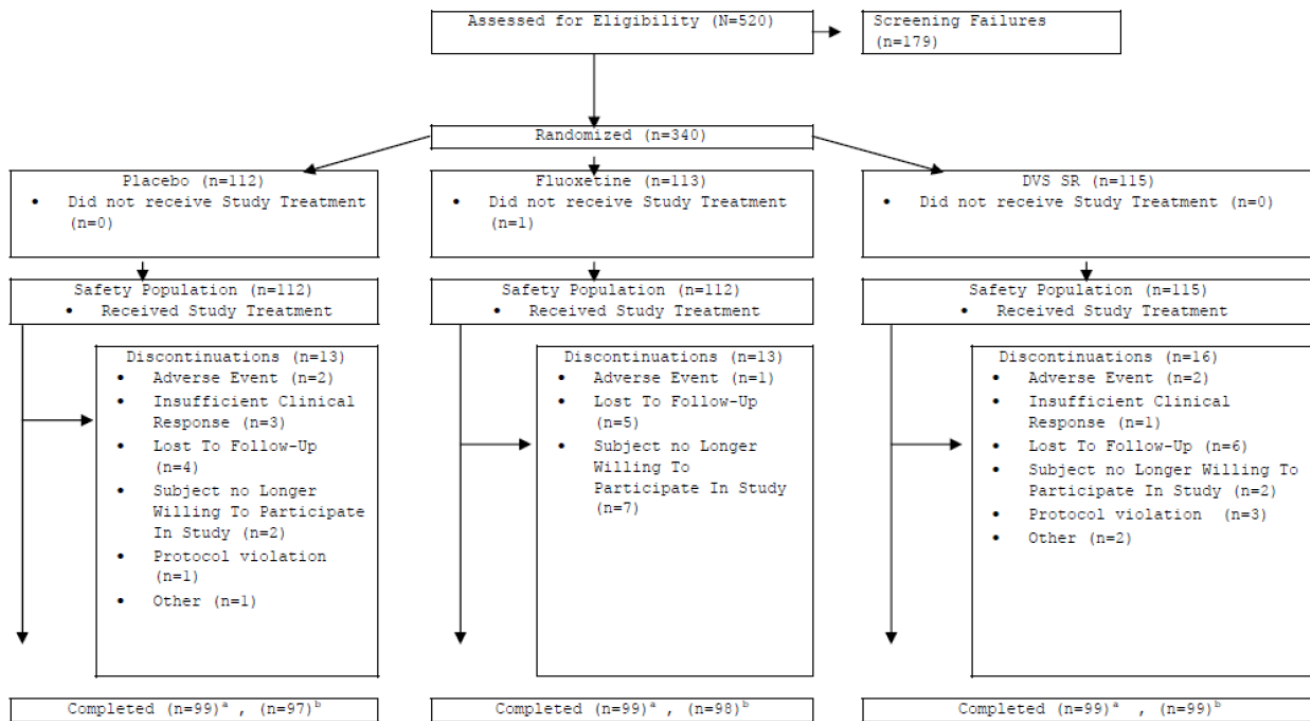 Assessed for Eligibility (N=520)
Screening Failures
(n=179)
Randomized (n=340)
Placebo (n=112)
• Did not receive Study Treatment
(n=0)
Fluoxetine (n=113)
• Did not receive Study Treatment
(n=1)
DVS SR (n=115)
• Did not receive Study Treatment (n=0)
Safety Population (n=112)
• Received Study Treatment
Safety Population (n=112)
• Received Study Treatment
Safety Population (n=115)
• Received Study Treatment
Discontinuations (n=13)
• Adverse Event (n=2)
• Insufficient Clinical
Response (n=3)
• Lost To Follow-Up
(n=4)
• Subject no Longer
Willing To Participate
In Study (n=2)
• Protocol violation
(n=1)
• Other (n=1)
Discontinuations (n=13)
• Adverse Event (n=1)
• Lost To Follow-Up
(n=5)
• Subject no Longer
Willing To
Participate In Study
(n=7)
Discontinuations (n=16)
• Adverse Event (n=2)
• Insufficient Clinical
Response (n=1)
• Lost To Follow-Up (n=6)
• Subject no Longer Willing To
Participate In Study (n=2)
• Protocol violation (n=3)
• Other (n=2)
Completed (n=99)ᵃ , (n=97)ᵇ
Completed (n=99)ᵃ , (n=98)ᵇ
Completed (n=99)ᵃ , (n=99)ᵇ